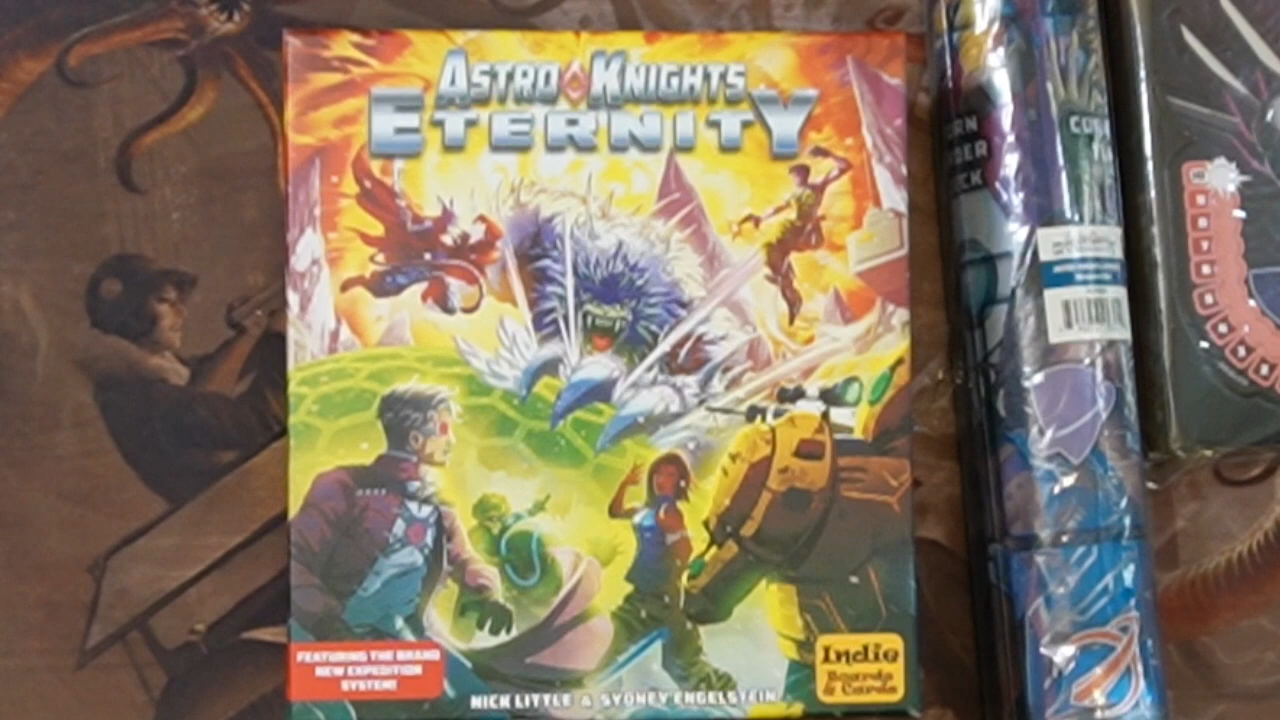 ASTRO KNIGHTS
ETERNITY
FEATURING THE BRAND
NEW EXPEDITION
SYSTEM!
NICK LITTLE & SYDNEY ENGELSTEIN
Indie
Boards
& Cards